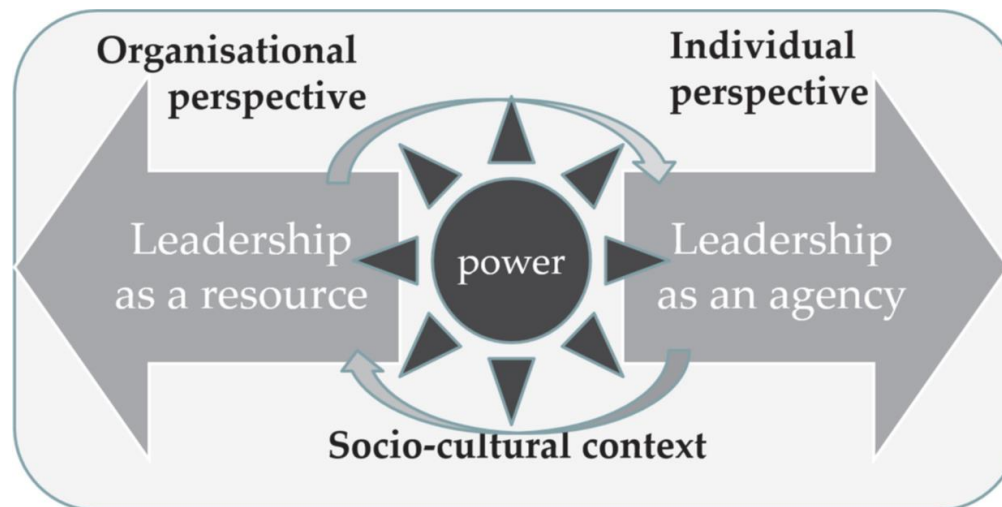 Organisational
perspective
Individual
perspective
Leadership
as a resource
power
Leadership
as an agency
Socio-cultural context